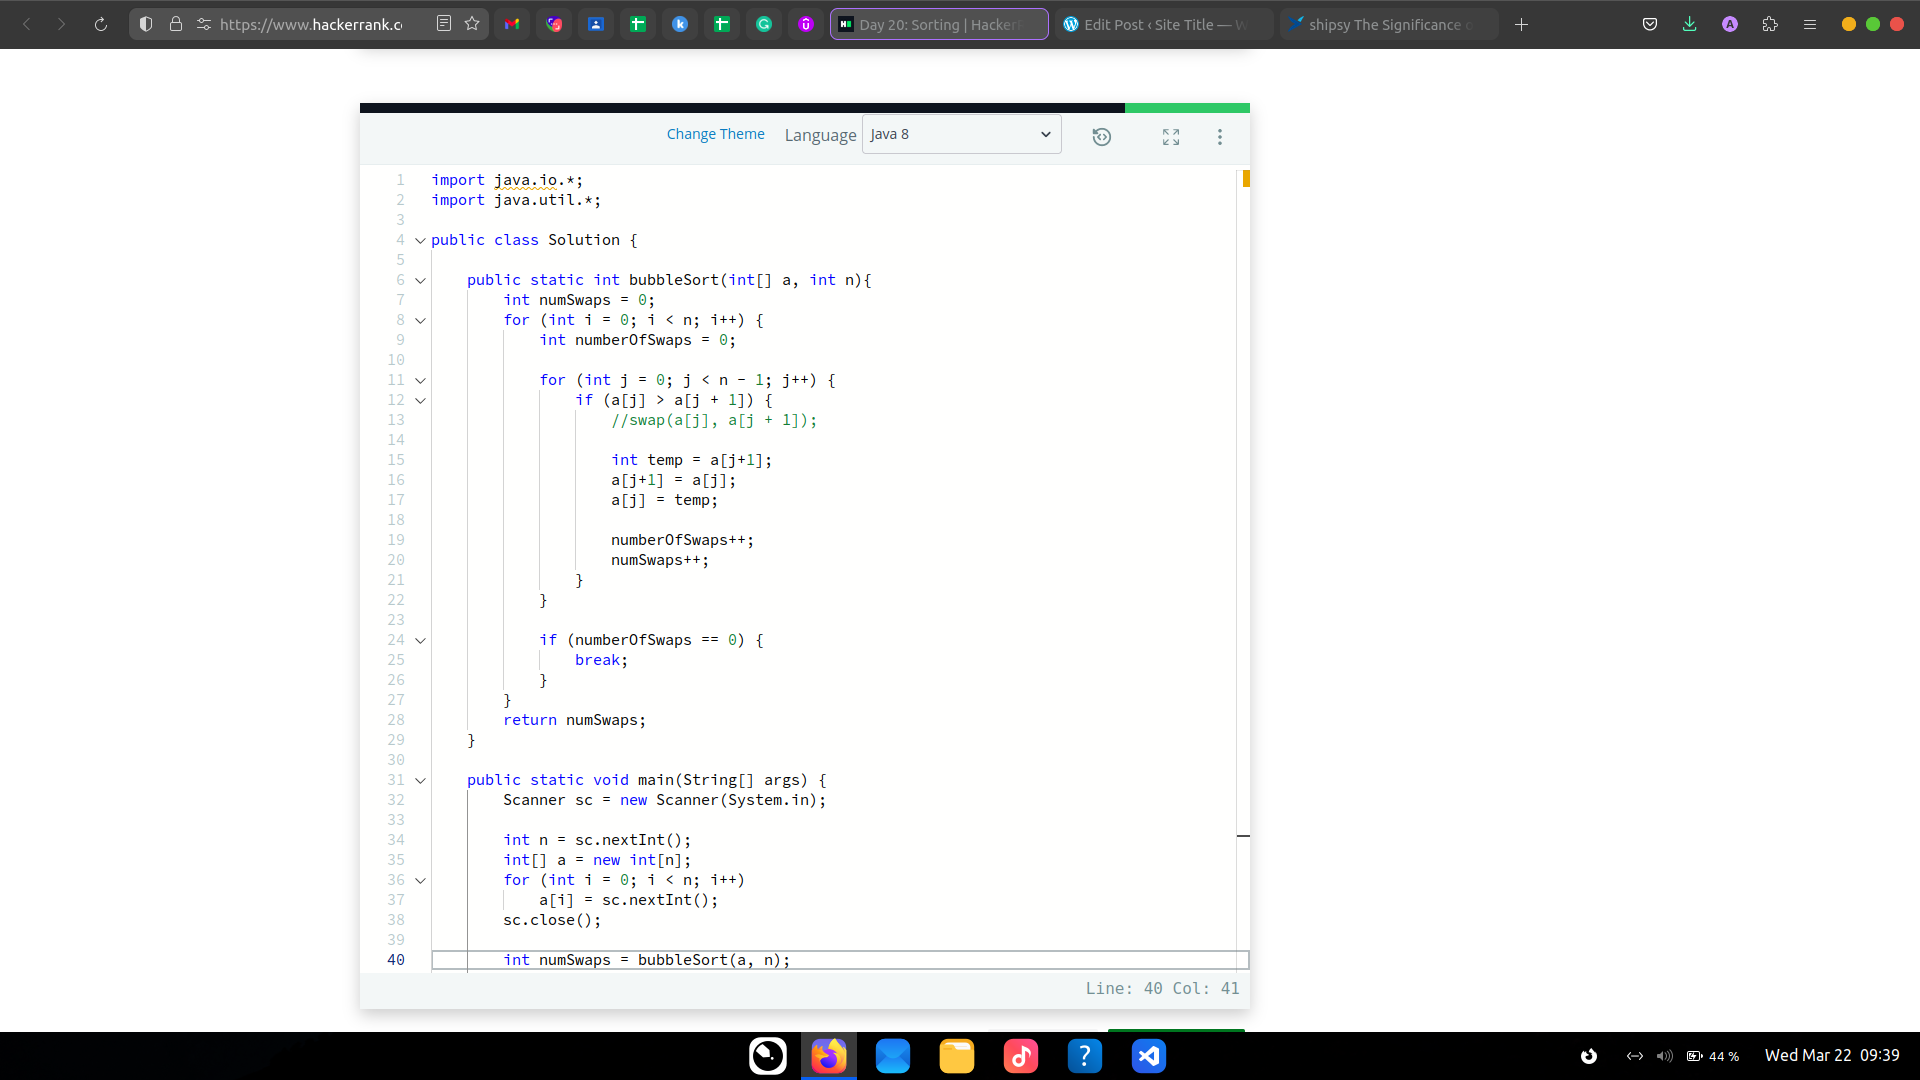 https://www.hackerrank.c
Day 20: Sorting | Hacker
Edit Post ‹ Site Title — W
shipsy The Significance o
Change Theme Language Java 8
1 import java.io.*;
2 import java.util.*;
3
4 public class Solution {
5
6 public static int bubbleSort(int[] a, int n){
7 int numSwaps = 0;
8 for (int i = 0; i < n; i++) {
9 int numberOfSwaps = 0;
10
11 for (int j = 0; j < n - 1; j++) {
12 if (a[j] > a[j + 1]) {
13 //swap(a[j], a[j + 1]);
14
15 int temp = a[j+1];
16 a[j+1] = a[j];
17 a[j] = temp;
18
19 numberOfSwaps++;
20 numSwaps++;
21 }
22 }
23
24 if (numberOfSwaps == 0) {
25 break;
26 }
27 }
28 return numSwaps;
29 }
30
31 public static void main(String[] args) {
32 Scanner sc = new Scanner(System.in);
33
34 int n = sc.nextInt();
35 int[] a = new int[n];
36 for (int i = 0; i < n; i++)
37 a[i] = sc.nextInt();
38 sc.close();
39
40 int numSwaps = bubbleSort(a, n);
Line: 40 Col: 41
44 %
Wed Mar 22 09:39